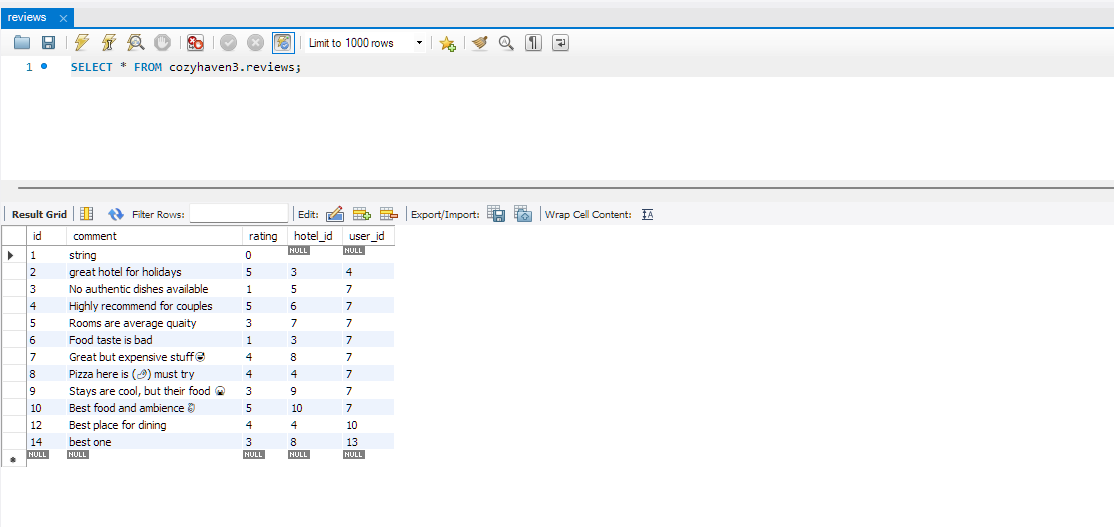 reviews
Limit to 1000 rows
1 SELECT * FROM cozyhaven3.reviews;
Result Grid Filter Rows: Edit: Export/Import: Wrap Cell Content:
id comment rating hotel_id user_id
1 string 0 NULL NULL
2 great hotel for holidays 5 3 4
3 No authentic dishes available 1 5 7
4 Highly recommend for couples 5 6 7
5 Rooms are average quaity 3 7 7
6 Food taste is bad 1 3 7
7 Great but expensive stuff 4 8 7
8 Pizza here is () must try 4 4 7
9 Stays are cool, but their food 3 9 7
10 Best food and ambience 5 10 7
12 Best place for dining 4 4 10
14 best one 3 8 13
NULL NULL NULL NULL NULL